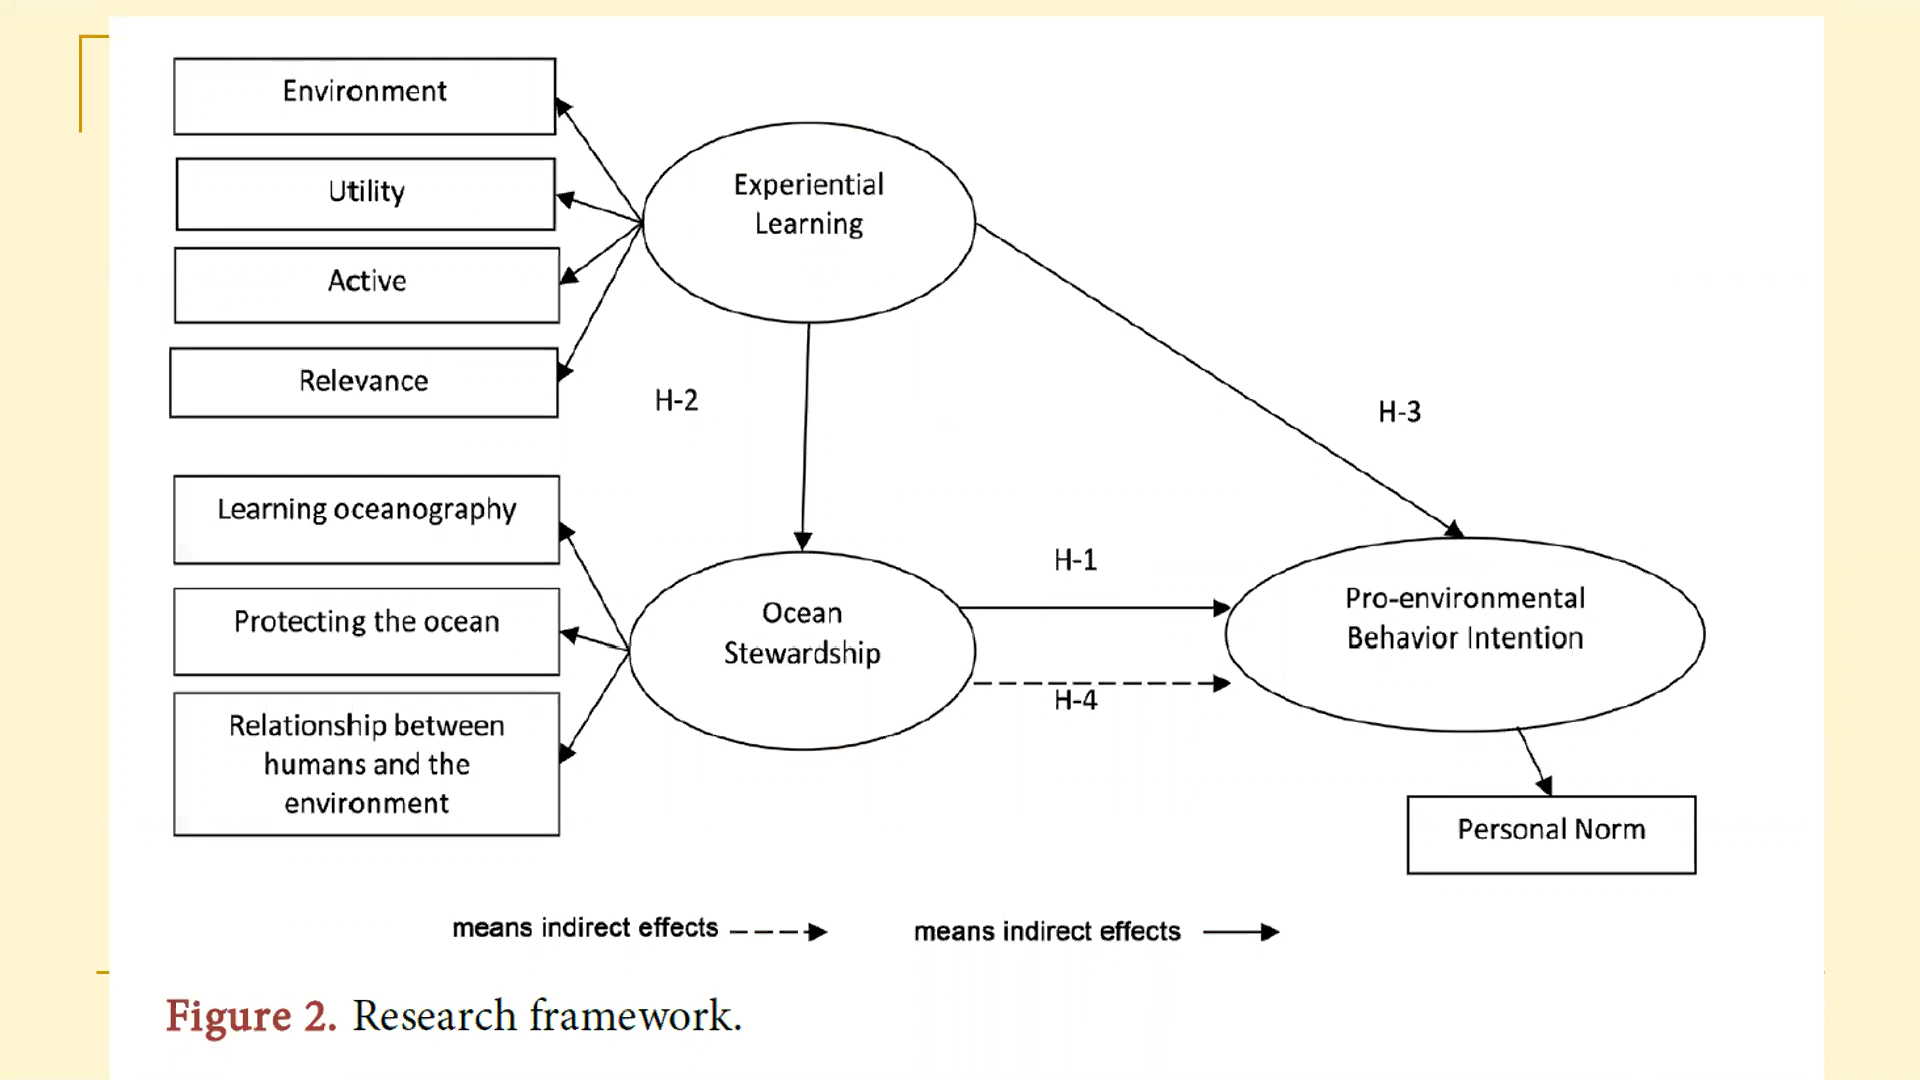 Environment
Utility
Active
Relevance
Experiential
Learning
H-2
H-3
Learning oceanography
Protecting the ocean
Relationship between
humans and the
environment
Ocean
Stewardship
H-1
H-4
Pro-environmental
Behavior Intention
Personal Norm
means indirect effects
means indirect effects
Figure 2. Research framework.